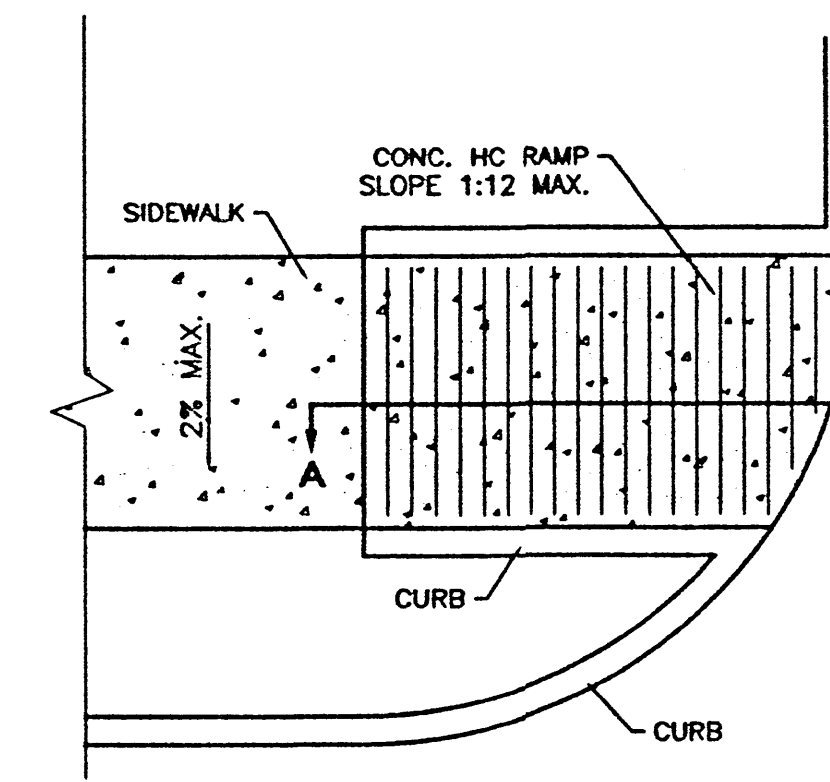 CONC. HC RAMP
SLOPE 1:12 MAX.
SIDEWALK
2% MAX.
A
CURB
CURB